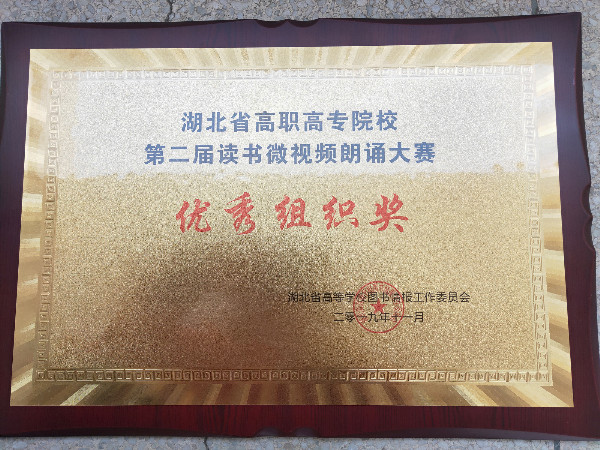 湖北省高职高专院校
第二届读书微视频朗诵大赛
优秀组织奖
湖北省高等学校图书情报工作委员会
二零一九年十一月